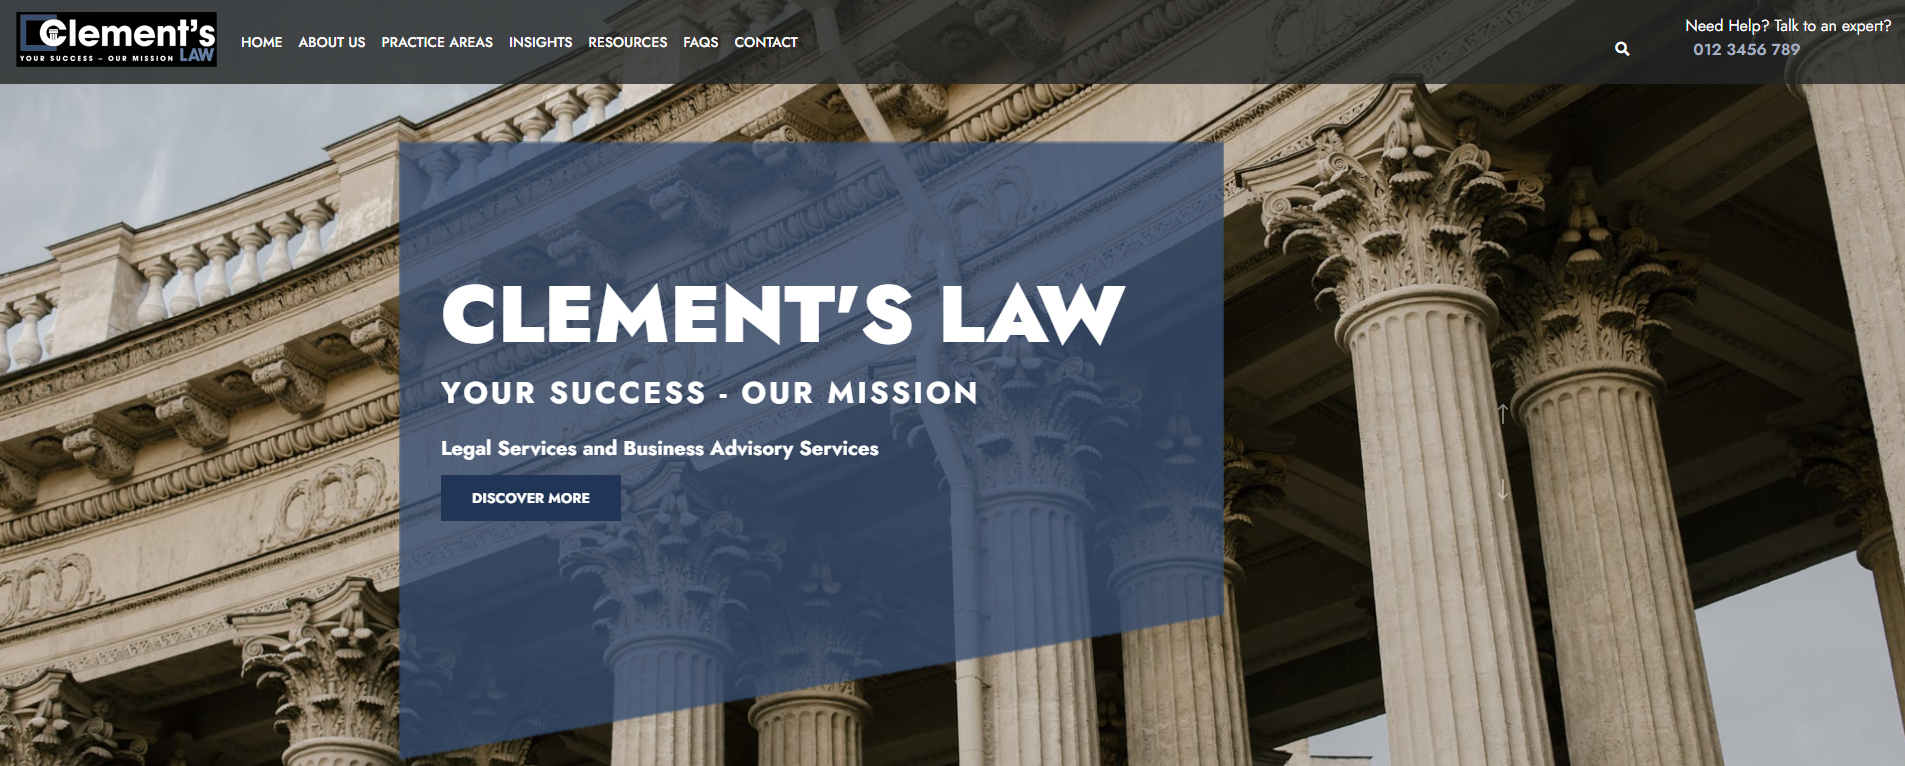 Clement's
YOUR SUCCESS – OUR MISSION LAW
HOME ABOUT US PRACTICE AREAS INSIGHTS RESOURCES FAQS CONTACT
Need Help? Talk to an expert?
012 3456 789
CLEMENT'S LAW
YOUR SUCCESS - OUR MISSION
Legal Services and Business Advisory Services
DISCOVER MORE